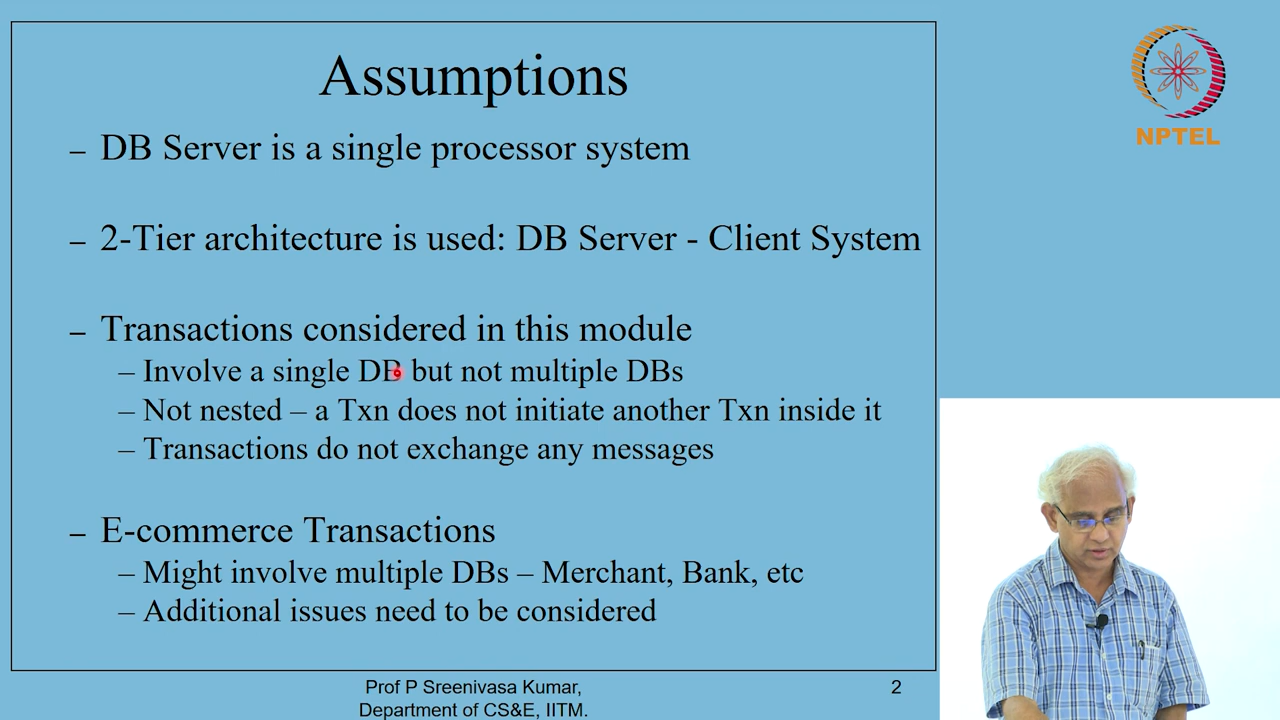 Assumptions
– DB Server is a single processor system
– 2-Tier architecture is used: DB Server - Client System
– Transactions considered in this module
– Involve a single DB but not multiple DBs
– Not nested – a Txn does not initiate another Txn inside it
– Transactions do not exchange any messages
– E-commerce Transactions
– Might involve multiple DBs – Merchant, Bank, etc
– Additional issues need to be considered
Prof P Sreenivasa Kumar,
Department of CS&E, IITM.
2
NPTEL